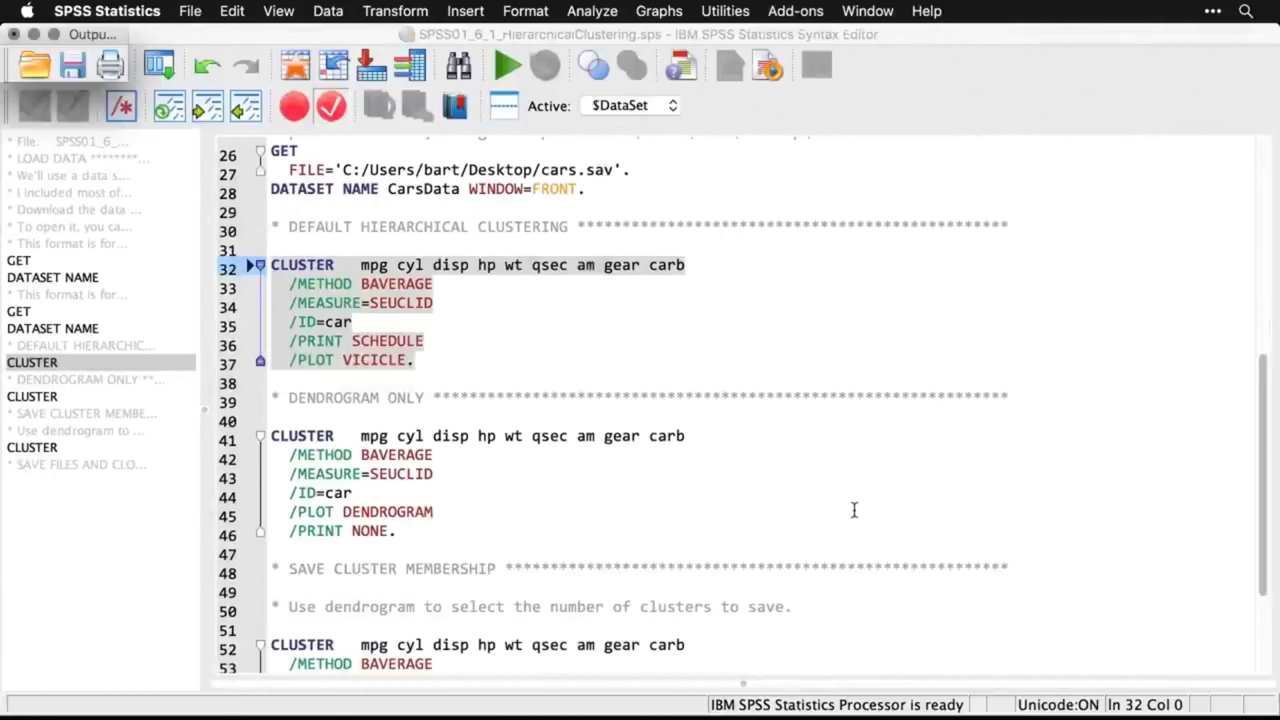 SPSS Statistics File Edit View Data Transform Insert Format Analyze Graphs Utilities Add-ons Window Help
Outpu...
SPSS01_6_1_HierarchicalClustering.sps - IBM SPSS Statistics Syntax Editor
Active: $DataSet
* File: SPSS01_6_...
* LOAD DATA ********...
* We'll use a data s...
* I included most of...
* Download the data ...
* To open it, you ca...
* This format is for...
GET
DATASET NAME
* This format is for...
GET
DATASET NAME
* DEFAULT HIERARCHIC...
CLUSTER
* DENDROGRAM ONLY **...
CLUSTER
* SAVE CLUSTER MEMBE...
* Use dendrogram to ...
CLUSTER
* SAVE FILES AND CLO...
26 GET
27 FILE='C:/Users/bart/Desktop/cars.sav'.
28 DATASET NAME CarsData WINDOW=FRONT.
29
30 * DEFAULT HIERARCHICAL CLUSTERING ************************************************
31
32 CLUSTER mpg cyl disp hp wt qsec am gear carb
33 /METHOD BAVERAGE
34 /MEASURE=SEUCLID
35 /ID=car
36 /PRINT SCHEDULE
37 /PLOT VICICLE.
38
39 * DENDROGRAM ONLY ****************************************************************
40
41 CLUSTER mpg cyl disp hp wt qsec am gear carb
42 /METHOD BAVERAGE
43 /MEASURE=SEUCLID
44 /ID=car
45 /PLOT DENDROGRAM
46 /PRINT NONE.
47
48 * SAVE CLUSTER MEMBERSHIP ********************************************************
49
50 * Use dendrogram to select the number of clusters to save.
51
52 CLUSTER mpg cyl disp hp wt qsec am gear carb
53 /METHOD BAVERAGE
IBM SPSS Statistics Processor is ready Unicode:ON In 32 Col 0